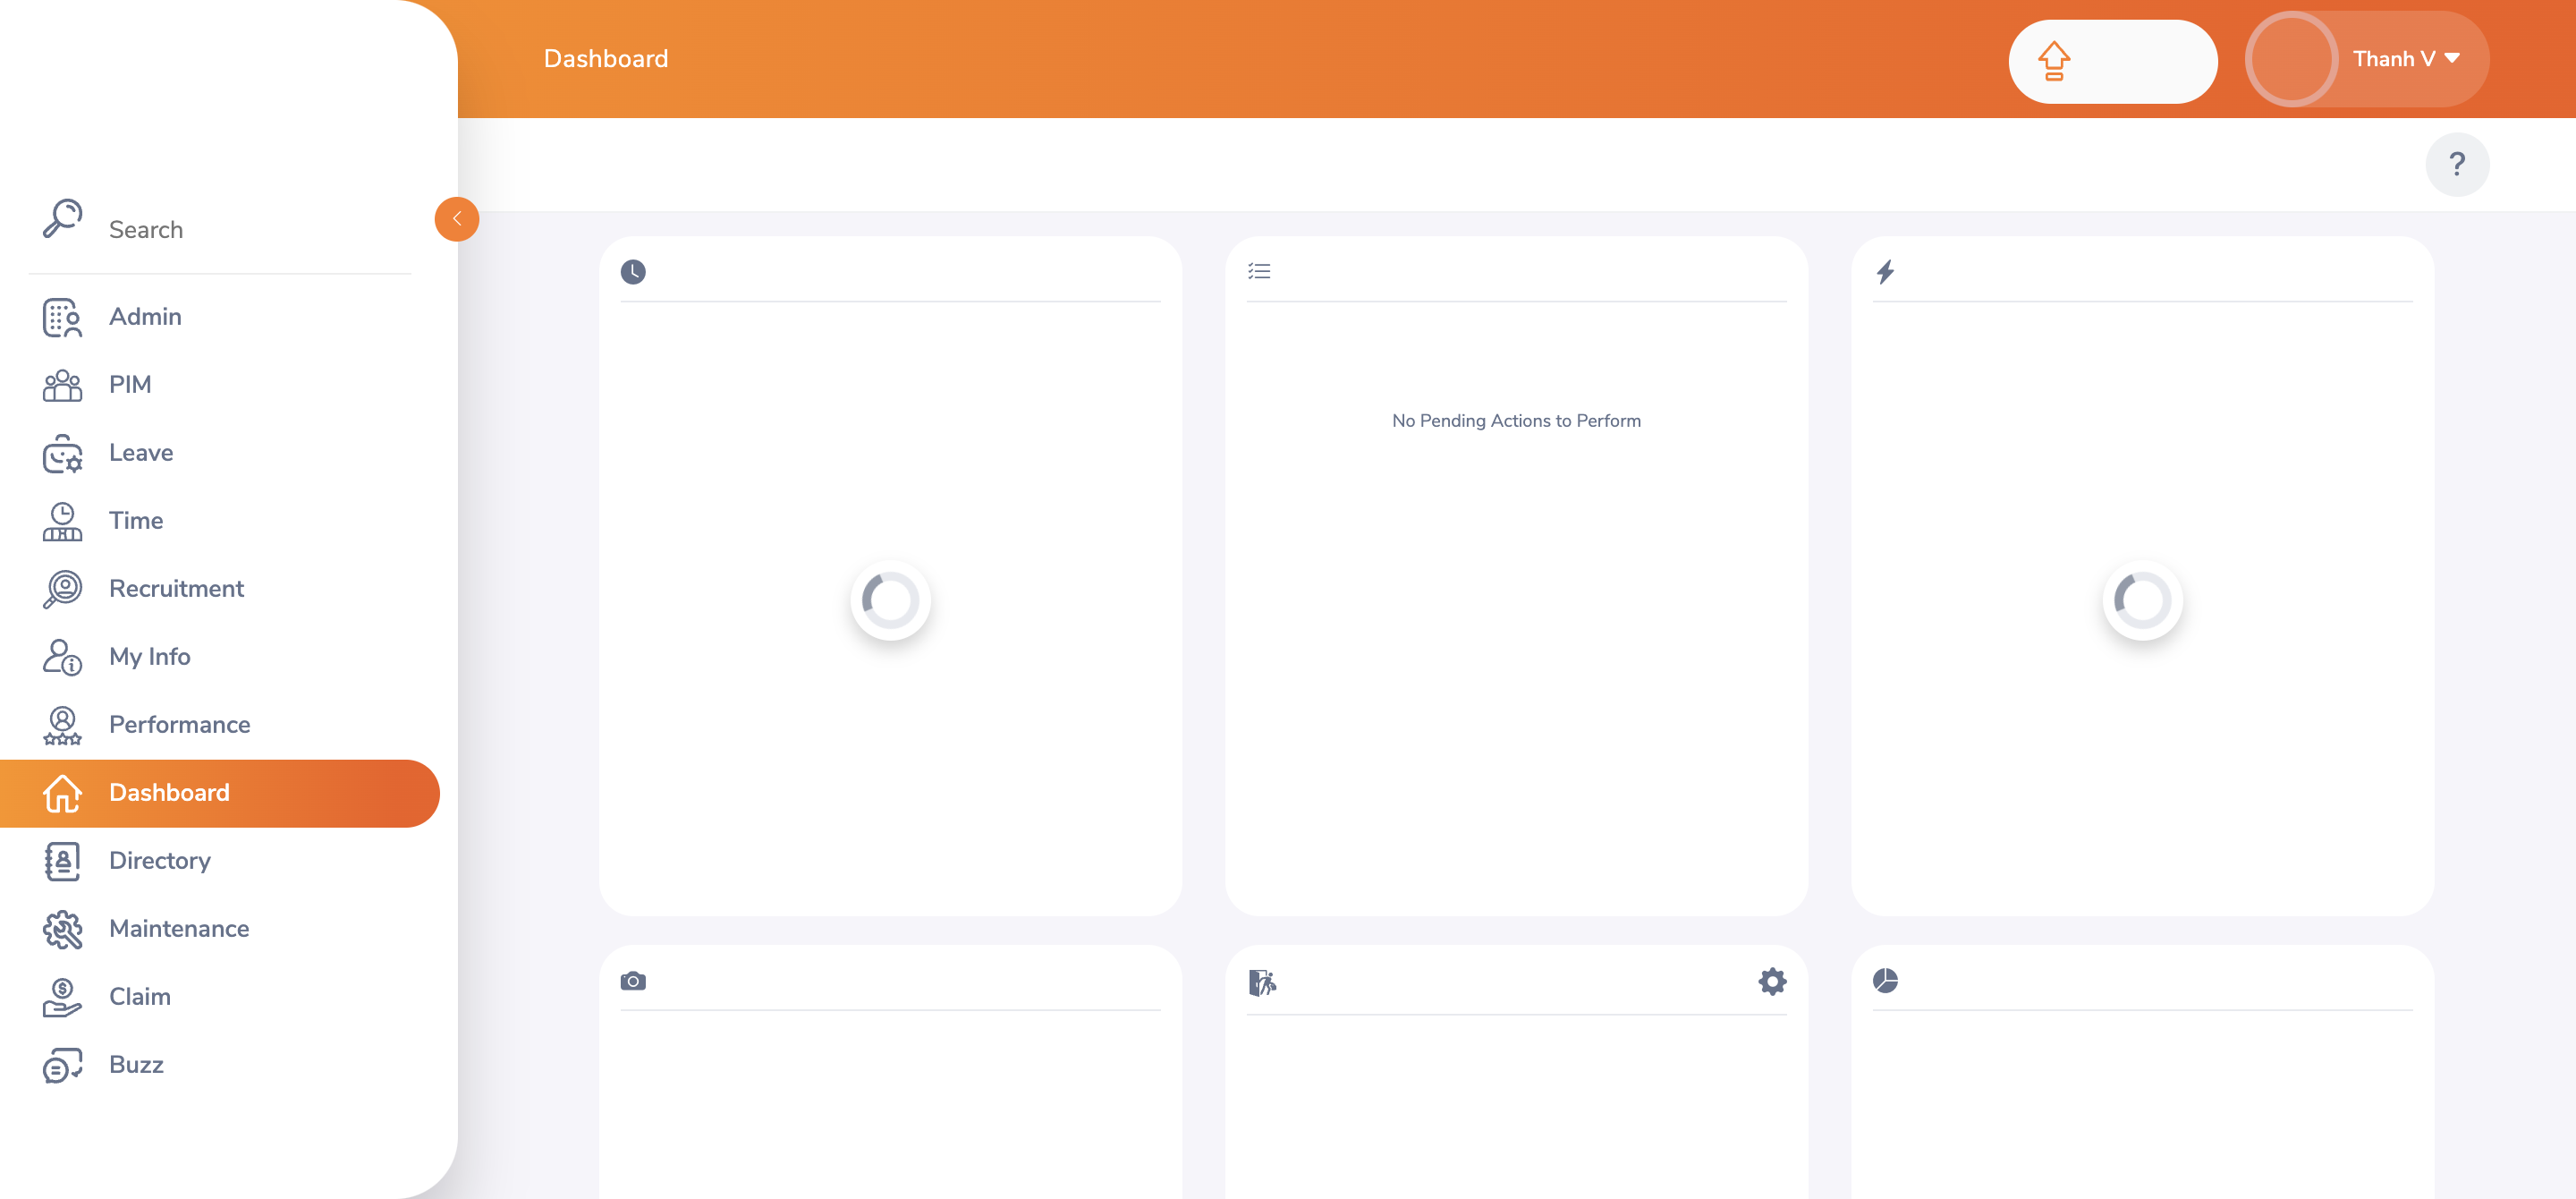 Dashboard
Thanh V
?
Search
Admin
PIM
Leave
Time
Recruitment
My Info
Performance
Dashboard
Directory
Maintenance
Claim
Buzz
No Pending Actions to Perform